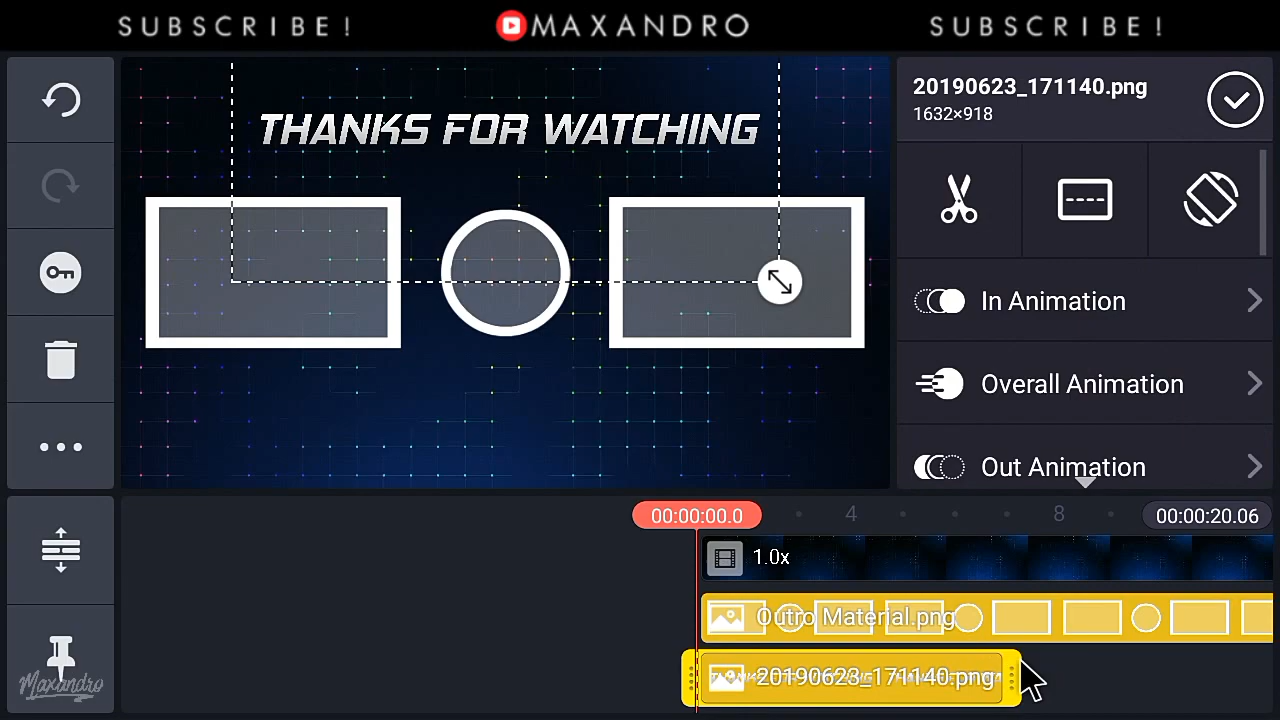 SUBSCRIBE! MAXANDRO SUBSCRIBE!
20190623_171140.png
1632×918
THANKS FOR WATCHING
In Animation
Overall Animation
Out Animation
00:00:00.0 4 8 00:00:20.06
1.0x
Outro Material.png
20190623_171140.png
Maxandro